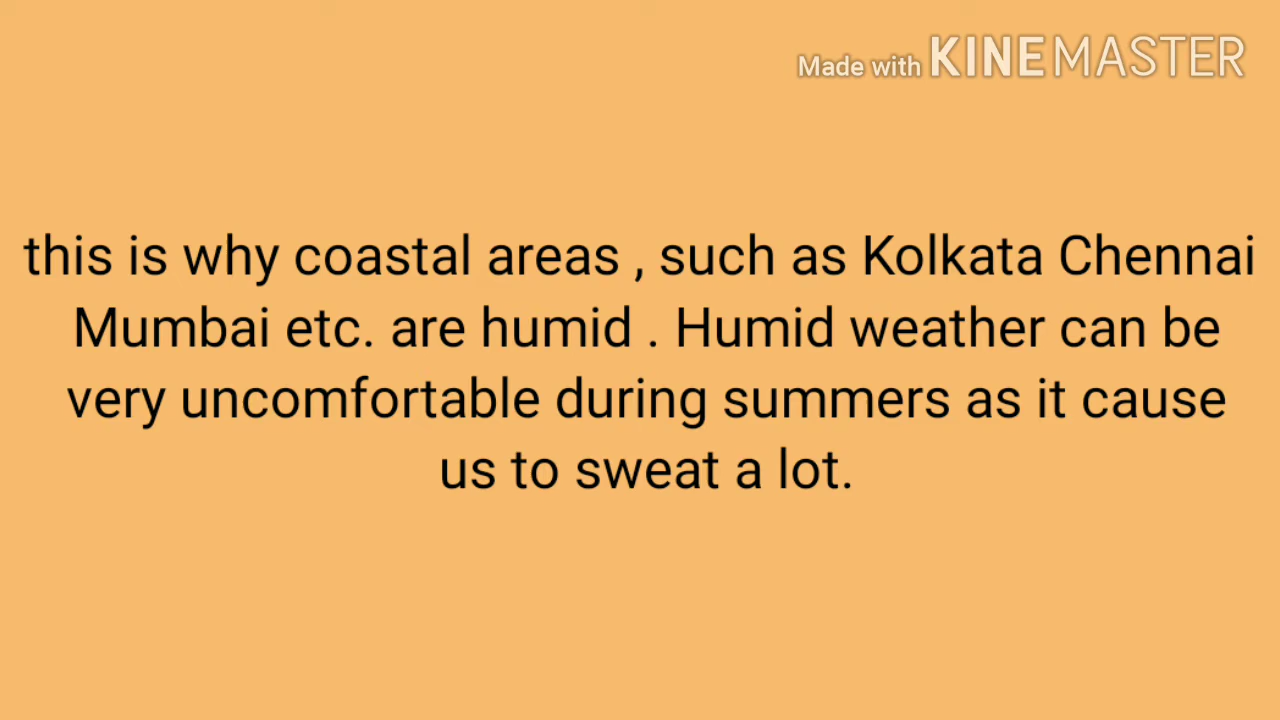 Made with KINEMASTER
this is why coastal areas , such as Kolkata Chennai
Mumbai etc. are humid . Humid weather can be
very uncomfortable during summers as it cause
us to sweat a lot.